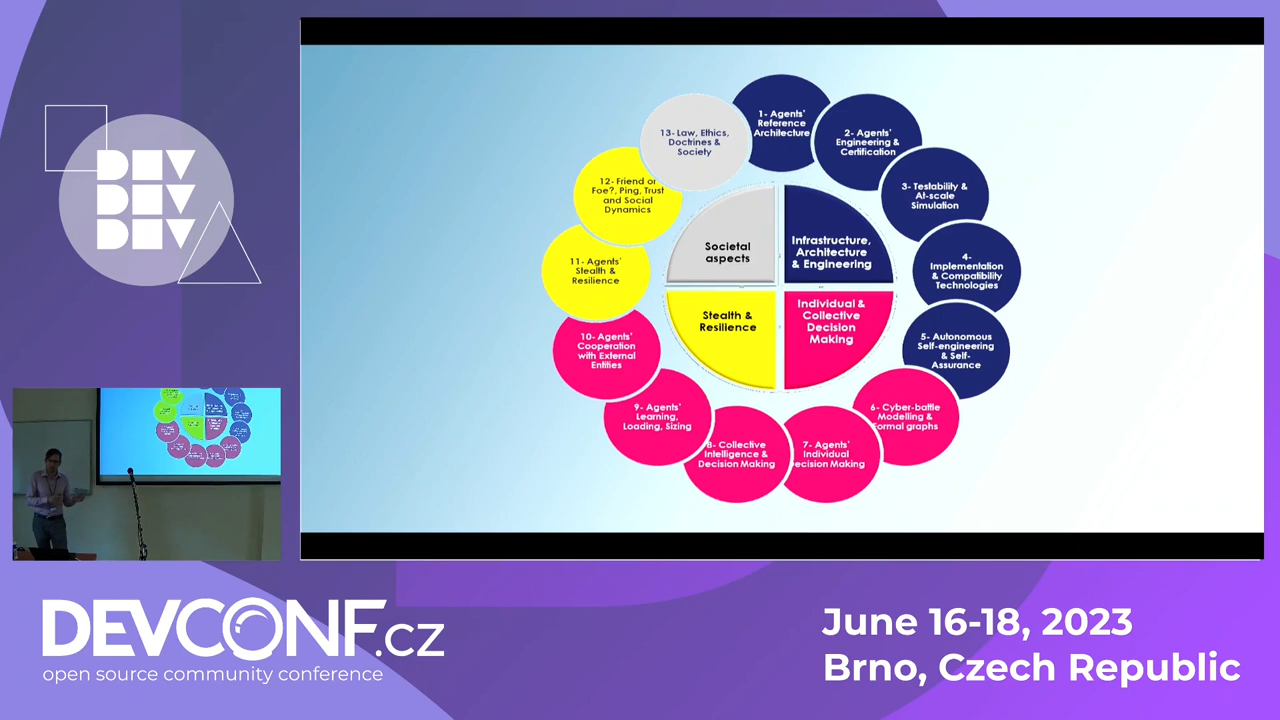 DEV
DEV
DEV
1- Agents'
Reference
Architecture
2- Agents'
Engineering &
Certification
3- Testability &
At-scale
Simulation
4-
Implementation
& Compatibility
Technologies
5- Autonomous
Self-engineering
& Self-
Assurance
6- Cyber-battle
Modelling &
Formal graphs
7- Agents'
Individual
Decision Making
8- Collective
Intelligence &
Decision Making
9- Agents'
Learning,
Loading, Sizing
10- Agents'
Cooperation
with External
Entities
11- Agents'
Stealth &
Resilience
12- Friend or
Foe?, Ping, Trust
and Social
Dynamics
13- Law, Ethics,
Doctrines &
Society
Societal
aspects
Infrastructure,
Architecture
& Engineering
Stealth &
Resilience
Individual &
Collective
Decision
Making
DEVCONF.cz
open source community conference
June 16-18, 2023
Brno, Czech Republic